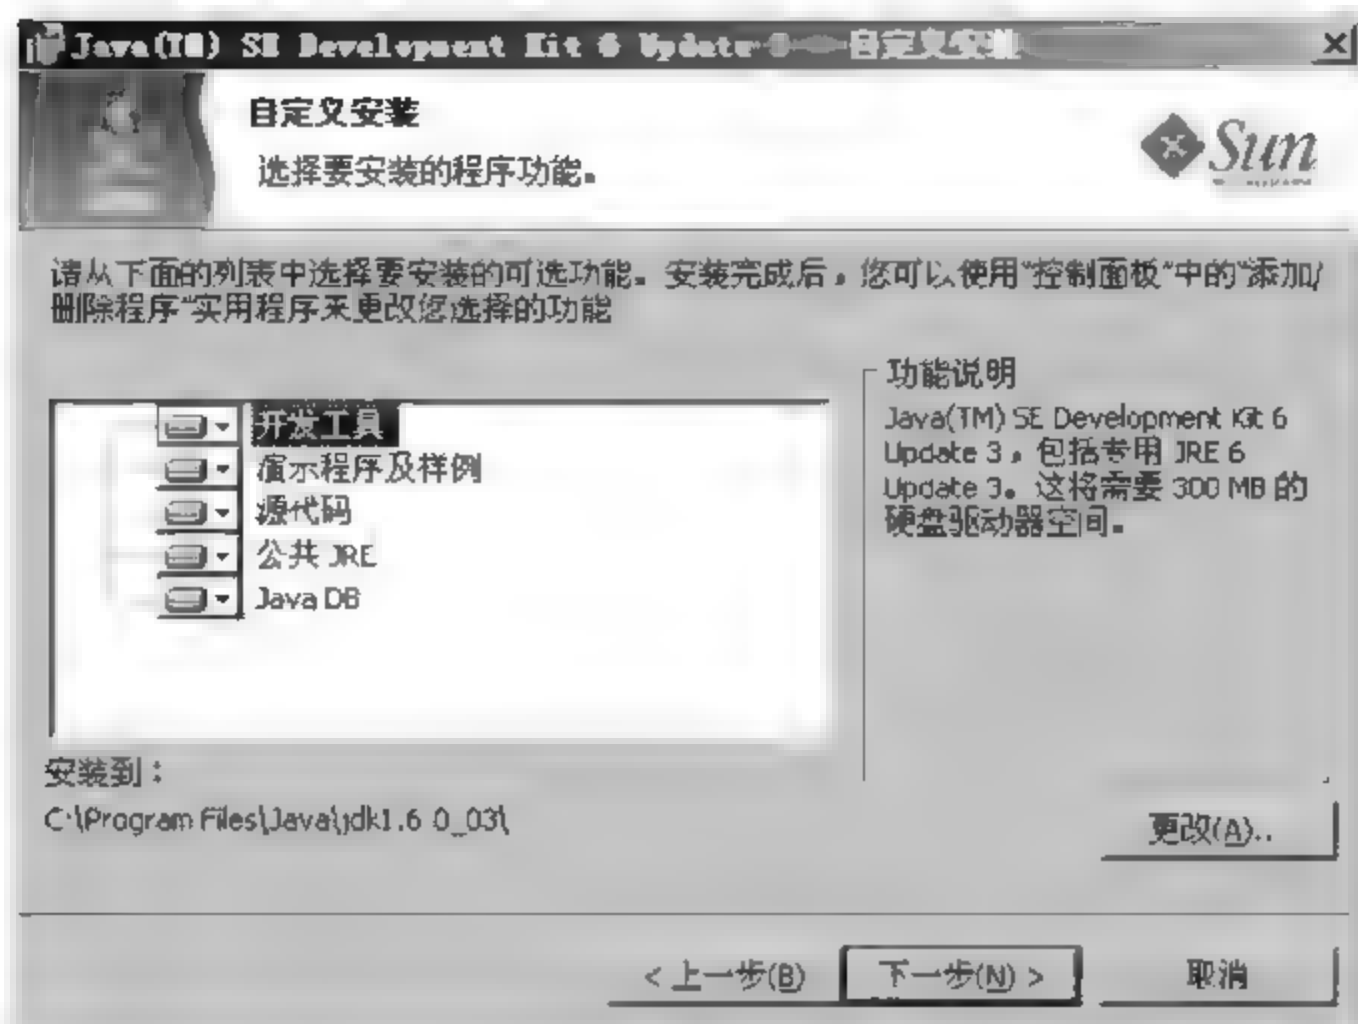 Java(TM) SE Development Kit 6 Update 3 - 自定义安装
自定义安装
选择要安装的程序功能。
Sun
请从下面的列表中选择要安装的可选功能。安装完成后，您可以使用“控制面板”中的“添加/
删除程序”实用程序来更改您选择的功能
开发工具
演示程序及样例
源代码
公共 JRE
Java DB
功能说明
Java(TM) SE Development Kit 6
Update 3，包括专用 JRE 6
Update 3。这将需要 300 MB 的
硬盘驱动器空间。
安装到：
C:\Program Files\Java\jdk1.6 0_03\
更改(A)..
< 上一步(B)
下一步(N) >
取消